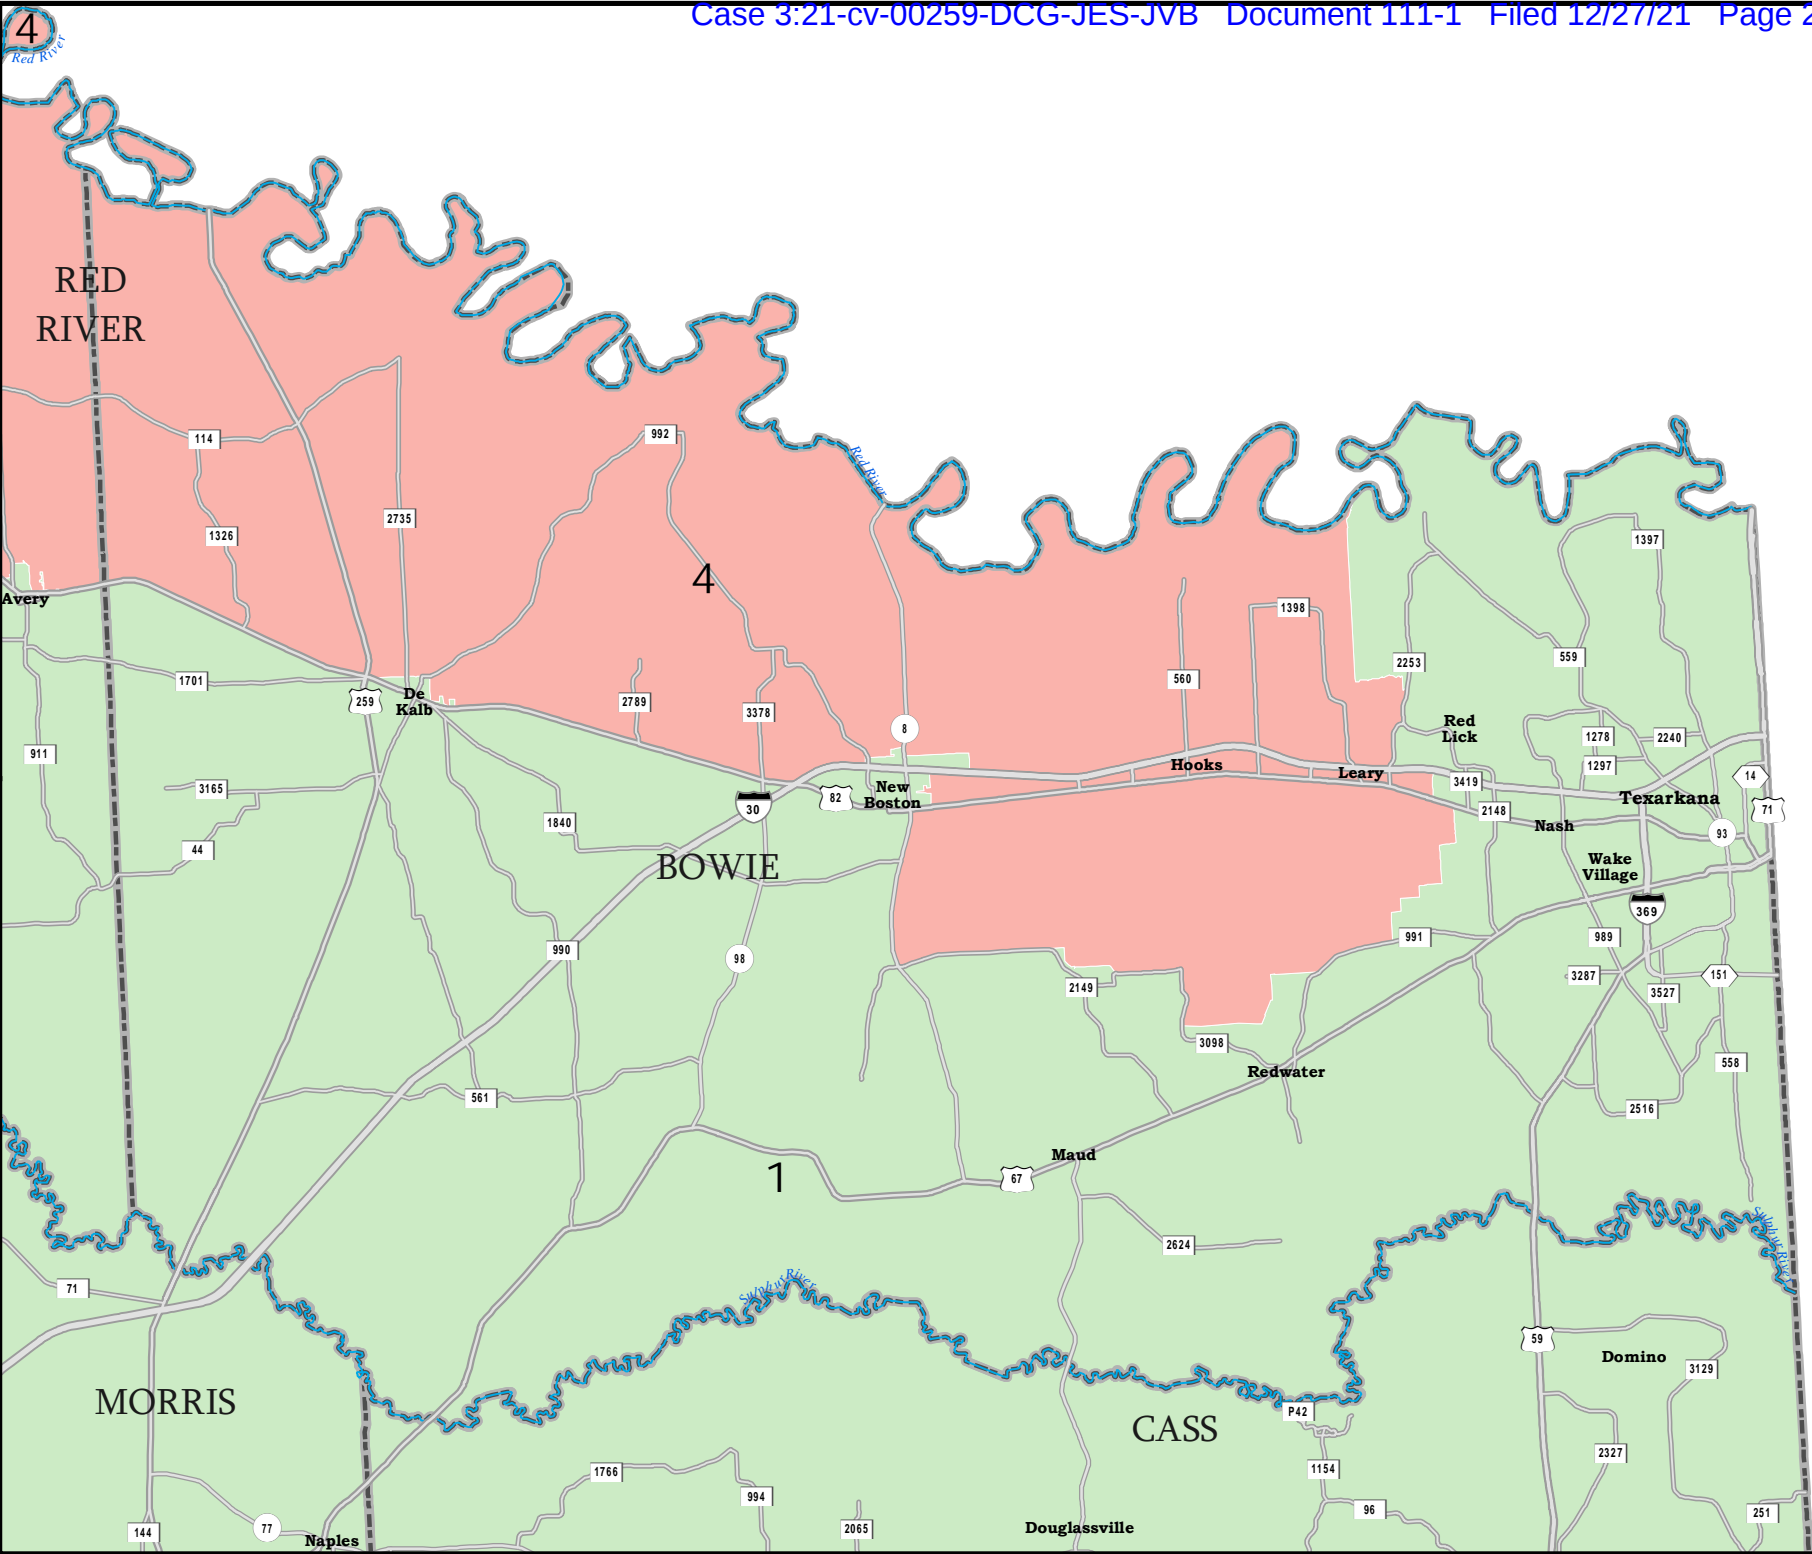 Case 3:21-cv-00259-DCG-JES-JVB Document 111-1 Filed 12/27/21 Page 2
4
Red River
RED
RIVER
114
992
Red River
2735
1326
1397
4
Avery
1398
559
2253
1701
560
259
De
Kalb
2789
3378
8
Red
Lick
1278
2240
911
Hooks
Leary
1297
14
3165
New
Boston
3419
Texarkana
30
82
2148
71
1840
Nash
93
44
BOWIE
Wake
Village
369
990
98
991
989
2149
3287
151
3527
3098
558
Redwater
561
2516
Maud
1
67
Sulphur River
2624
71
Sulphur River
59
Domino
3129
MORRIS
P42
CASS
2327
1766
1154
994
96
251
144
77
2065
Douglassville
Naples